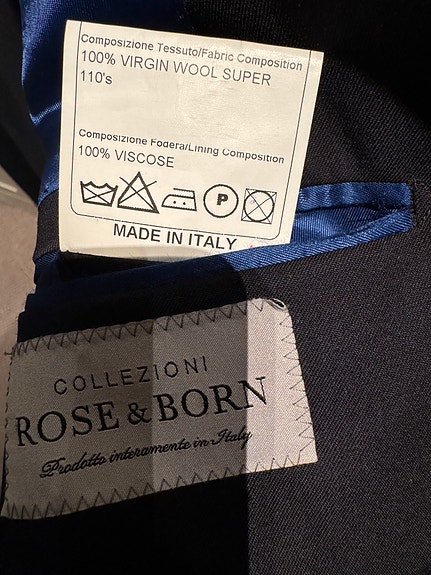 Composizione Tessuto/Fabric Composition
100% VIRGIN WOOL SUPER
110's
Composizione Fodera/Lining Composition
100% VISCOSE
P
MADE IN ITALY
COLLEZIONI
ROSE & BORN
Prodotto interamente in Italy